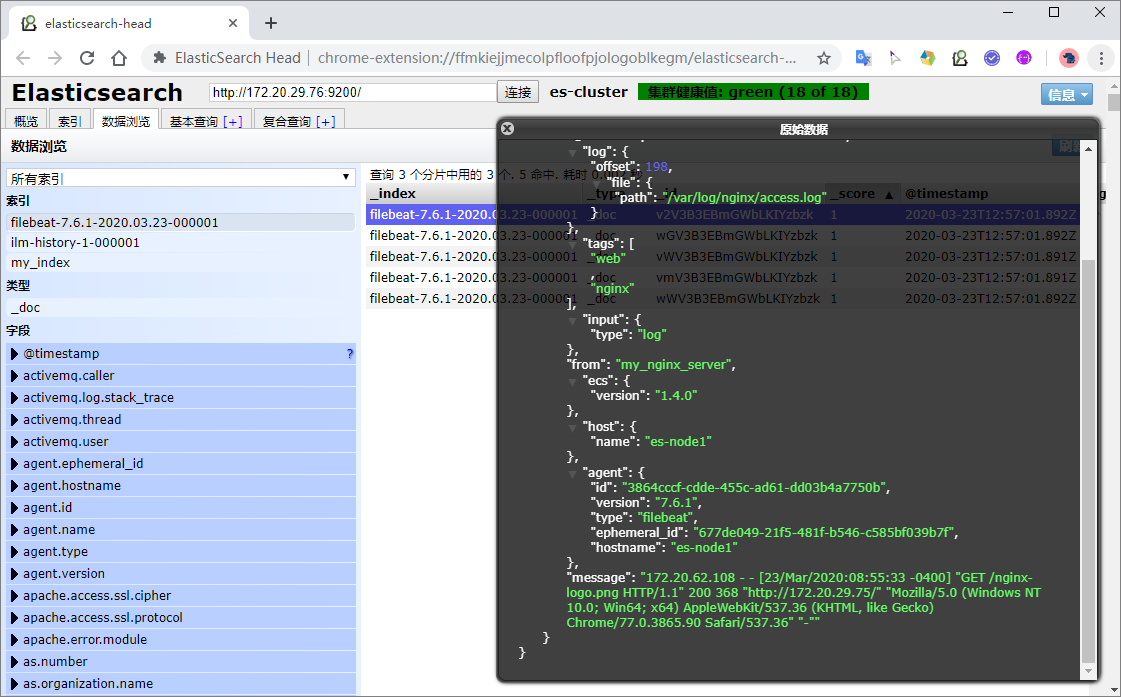 elasticsearch-head
ElasticSearch Head | chrome-extension://ffmkiejjmecolpfloofpjologoblkegm/elasticsearch-...
Elasticsearch
http://172.20.29.76:9200/
连接
es-cluster
集群健康值: green (18 of 18)
信息
概览
索引
数据浏览
基本查询 [+]
复合查询 [+]
数据浏览
所有索引
索引
filebeat-7.6.1-2020.03.23-000001
ilm-history-1-000001
my_index
类型
_doc
字段
@timestamp ?
activemq.caller
activemq.log.stack_trace
activemq.thread
activemq.user
agent.ephemeral_id
agent.hostname
agent.id
agent.name
agent.type
agent.version
apache.access.ssl.cipher
apache.access.ssl.protocol
apache.error.module
as.number
as.organization.name
查询 3 个分片中用的 3 个. 5 命中. 耗时
_index _type _id _score ▲ @timestamp
filebeat-7.6.1-2020.03.23-000001 _doc v2V3B3EBmGWbLKIYzbzk 1 2020-03-23T12:57:01.892Z
filebeat-7.6.1-2020.03.23-000001 _doc wGV3B3EBmGWbLKIYzbzk 1 2020-03-23T12:57:01.892Z
filebeat-7.6.1-2020.03.23-000001 _doc vWV3B3EBmGWbLKIYzbzk 1 2020-03-23T12:57:01.892Z
filebeat-7.6.1-2020.03.23-000001 _doc vmV3B3EBmGWbLKIYzbzk 1 2020-03-23T12:57:01.892Z
filebeat-7.6.1-2020.03.23-000001 _doc wWV3B3EBmGWbLKIYzbzk 1 2020-03-23T12:57:01.892Z
原始数据
"log": {
"offset": 198,
"file": {
"path": "/var/log/nginx/access.log"
}
},
"tags": [
"web"
,
"nginx"
],
"input": {
"type": "log"
},
"from": "my_nginx_server",
"ecs": {
"version": "1.4.0"
},
"host": {
"name": "es-node1"
},
"agent": {
"id": "3864cccf-cdde-455c-ad61-dd03b4a7750b",
"version": "7.6.1",
"type": "filebeat",
"ephemeral_id": "677de049-21f5-481f-b546-c585bf039b7f",
"hostname": "es-node1"
},
"message": "172.20.62.108 - - [23/Mar/2020:08:55:33 -0400] "GET /nginx-
logo.png HTTP/1.1" 200 368 "http://172.20.29.75/" "Mozilla/5.0 (Windows NT
10.0; Win64; x64) AppleWebKit/537.36 (KHTML, like Gecko)
Chrome/77.0.3865.90 Safari/537.36" "-""
}
}